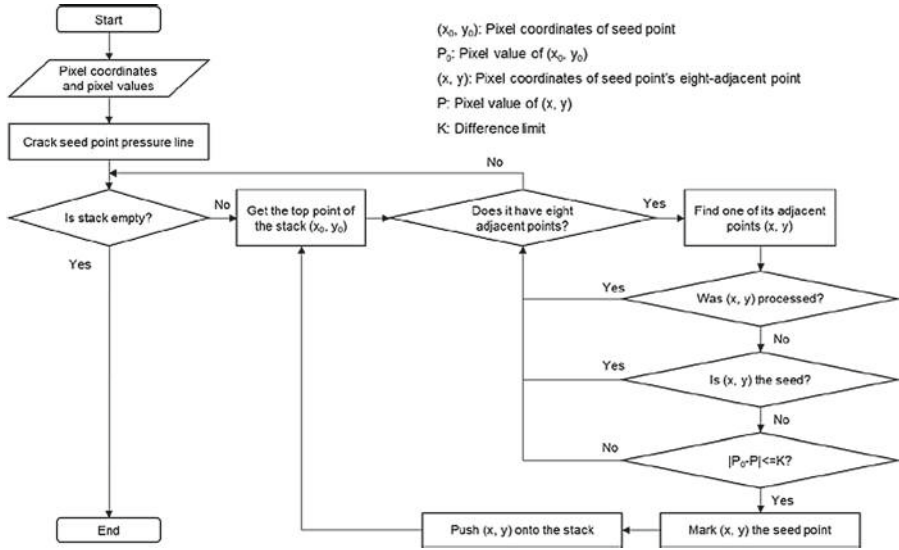 Start
(x₀, y₀): Pixel coordinates of seed point
P₀: Pixel value of (x₀, y₀)
(x, y): Pixel coordinates of seed point's eight-adjacent point
P: Pixel value of (x, y)
K: Difference limit
Pixel coordinates
and pixel values
Crack seed point pressure line
No
Is stack empty?
No
Get the top point of
the stack (x₀, y₀)
Does it have eight
adjacent points?
Yes
Find one of its adjacent
points (x, y)
Yes
Yes
Was (x, y) processed?
No
Yes
Is (x, y) the seed?
No
No
|P₀-P|<=K?
Yes
End
Push (x, y) onto the stack
Mark (x, y) the seed point